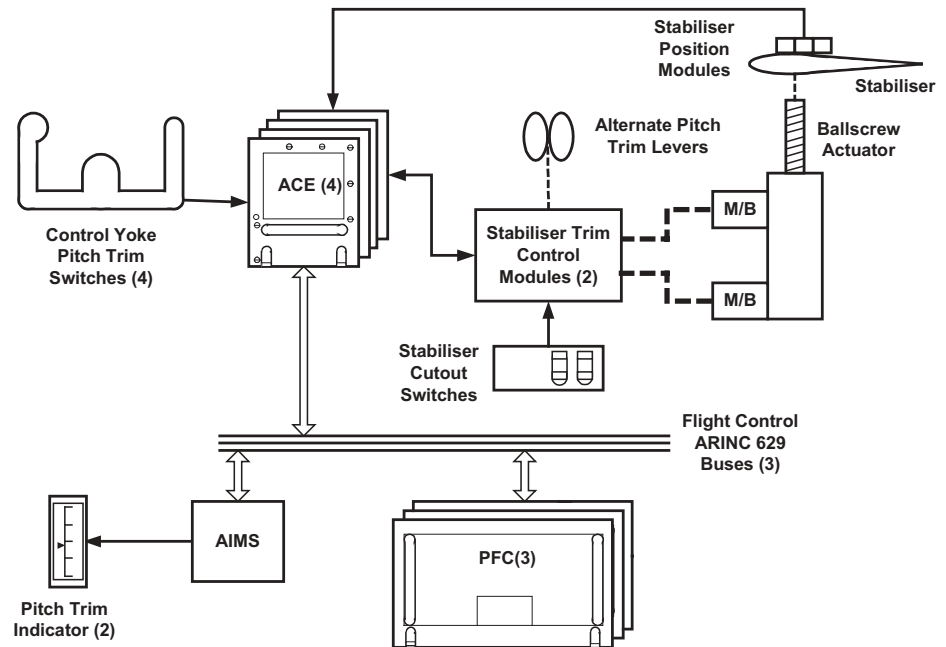 Stabiliser
Position
Modules
Stabiliser
Alternate Pitch
Trim Levers
Ballscrew
Actuator
ACE (4)
M/B
Control Yoke
Pitch Trim
Switches (4)
Stabiliser Trim
Control
Modules (2)
M/B
Stabiliser
Cutout
Switches
Flight Control
ARINC 629
Buses (3)
AIMS
PFC(3)
Pitch Trim
Indicator (2)